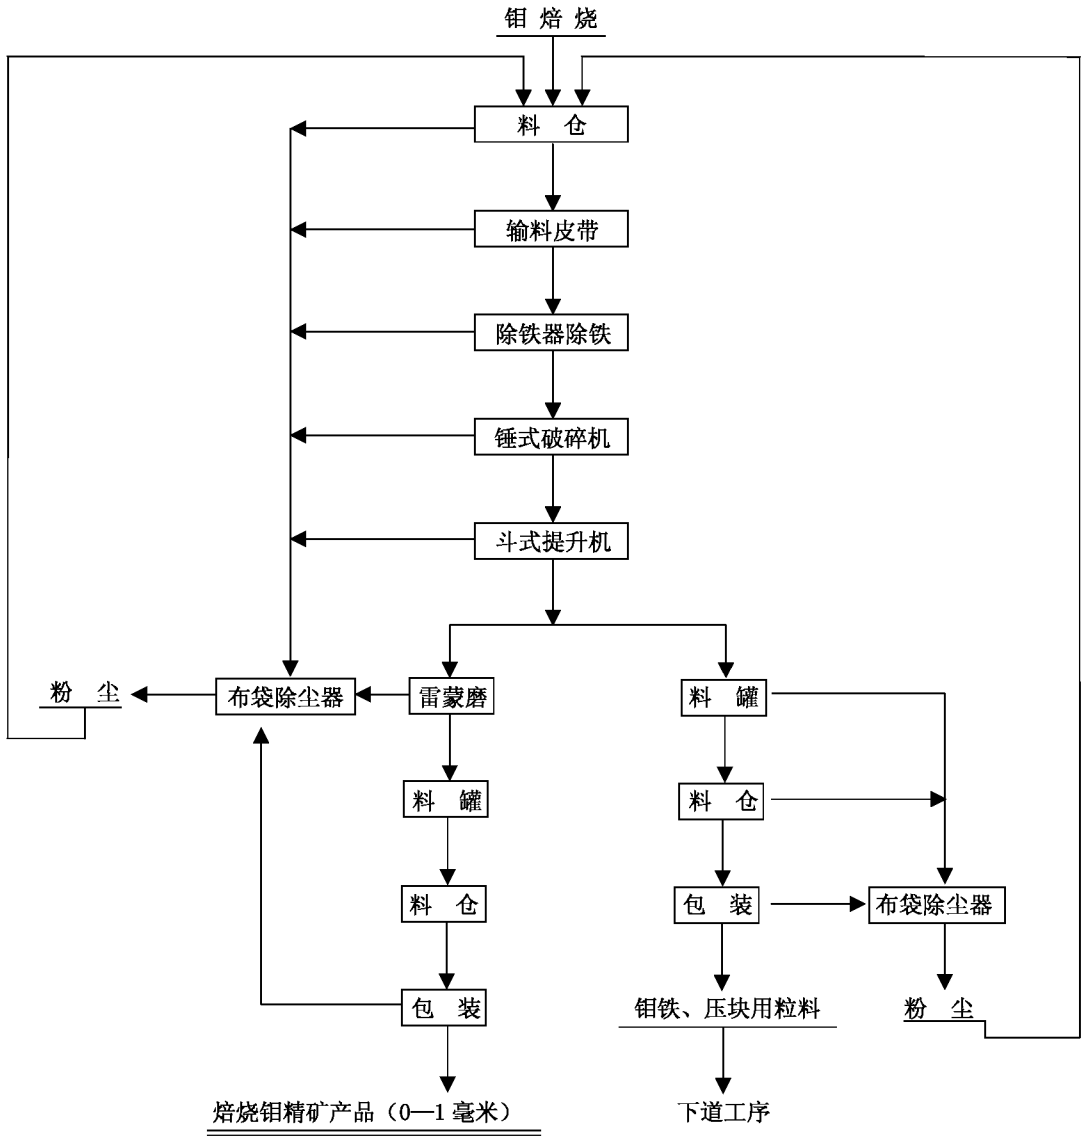 钼焙烧
料 仓
输料皮带
除铁器除铁
锤式破碎机
斗式提升机
粉 尘
布袋除尘器
雷蒙磨
料 罐
料 罐
料 仓
料 仓
包 装
布袋除尘器
包 装
钼铁、压块用粒料
粉 尘
焙烧钼精矿产品（0—1毫米）
下道工序